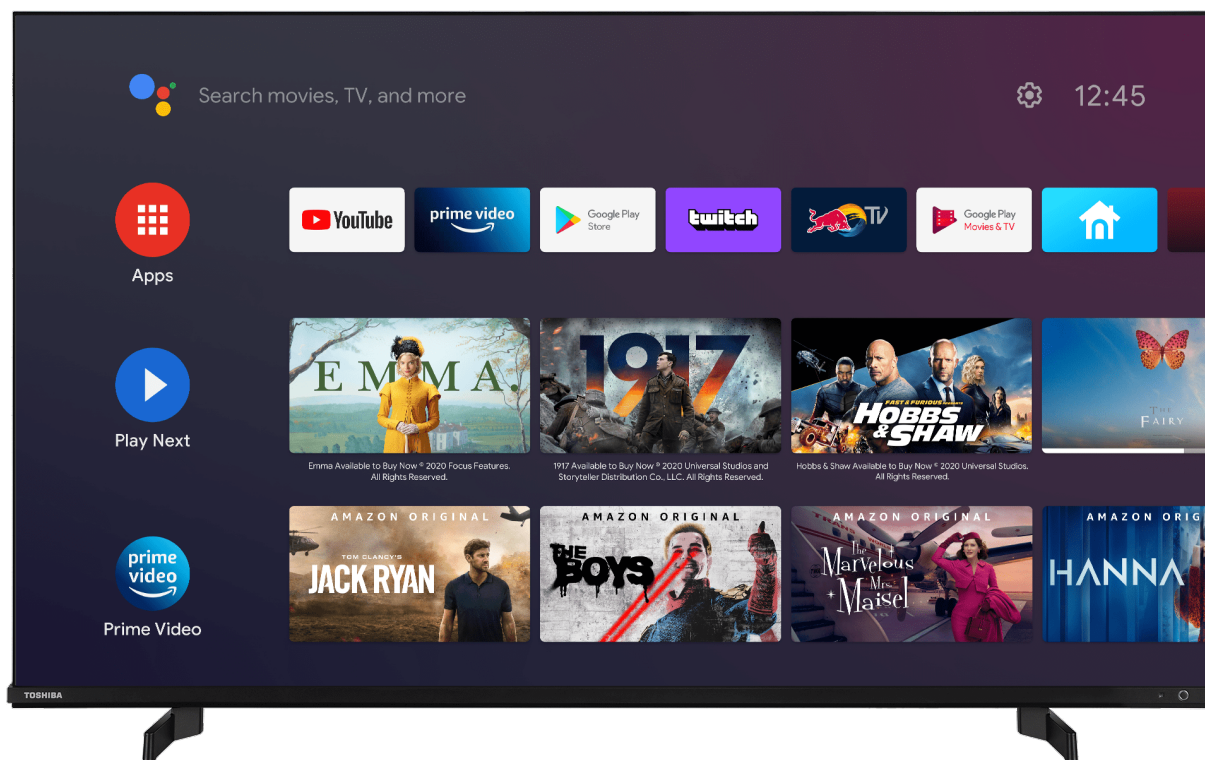 Search movies, TV, and more
12:45
Apps
YouTube
prime video
Google Play
Store
twitch
TV
Google Play
Movies & TV
Play Next
EMMA.
1917
FAST & FURIOUS PRESENTS
HOBBS
& SHAW
THE
FAIRY
Emma Available to Buy Now © 2020 Focus Features.
All Rights Reserved.
1917 Available to Buy Now © 2020 Universal Studios and
Storyteller Distribution Co., LLC. All Rights Reserved.
Hobbs & Shaw Available to Buy Now © 2020 Universal Studios.
All Rights Reserved.
prime
video
Prime Video
AMAZON ORIGINAL
TOM CLANCY'S
JACK RYAN
AMAZON ORIGINAL
THE
BOYS
AMAZON ORIGINAL
The
Marvelous
Mrs.
Maisel
AMAZON ORIG
HANNA
TOSHIBA